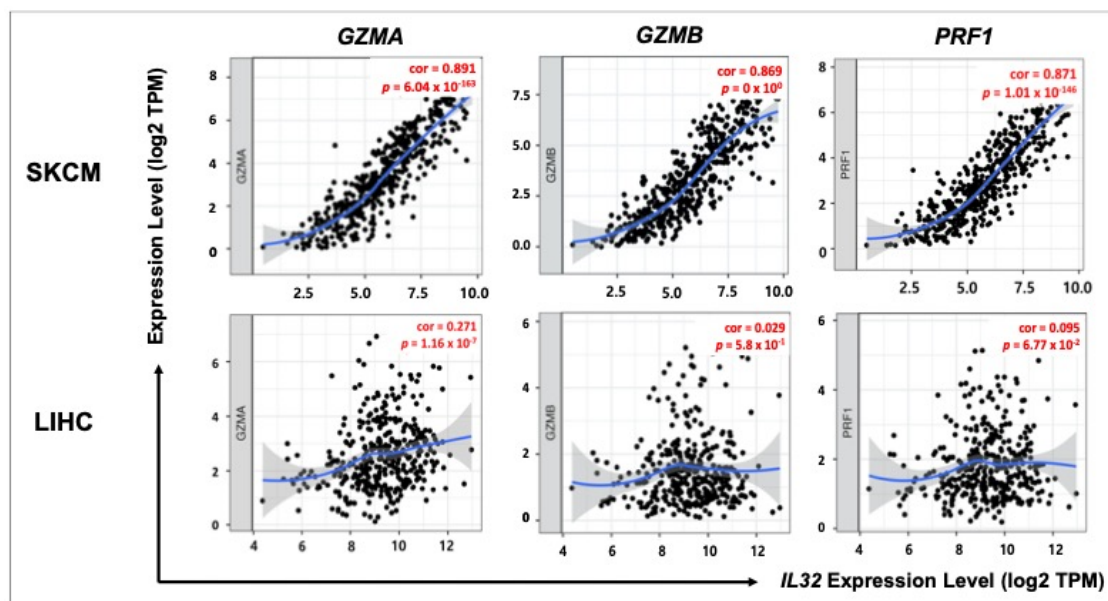 GZMA
GZMB
PRF1
SKCM
LIHC
Expression Level (log2 TPM)
GZMA
cor = 0.891
p = 6.04 x 10-163
8
6
4
2
0
2.5
5.0
7.5
10.0
GZMB
cor = 0.869
p = 0 x 100
7.5
5.0
2.5
0.0
2.5
5.0
7.5
10.0
PRF1
cor = 0.871
p = 1.01 x 10-146
8
6
4
2
0
2.5
5.0
7.5
10.0
GZMA
cor = 0.271
p = 1.16 x 10-7
6
4
2
0
4
6
8
10
12
GZMB
cor = 0.029
p = 5.8 x 10-1
6
4
2
0
4
6
8
10
12
PRF1
cor = 0.095
p = 6.77 x 10-2
6
4
2
0
4
6
8
10
12
IL32 Expression Level (log2 TPM)